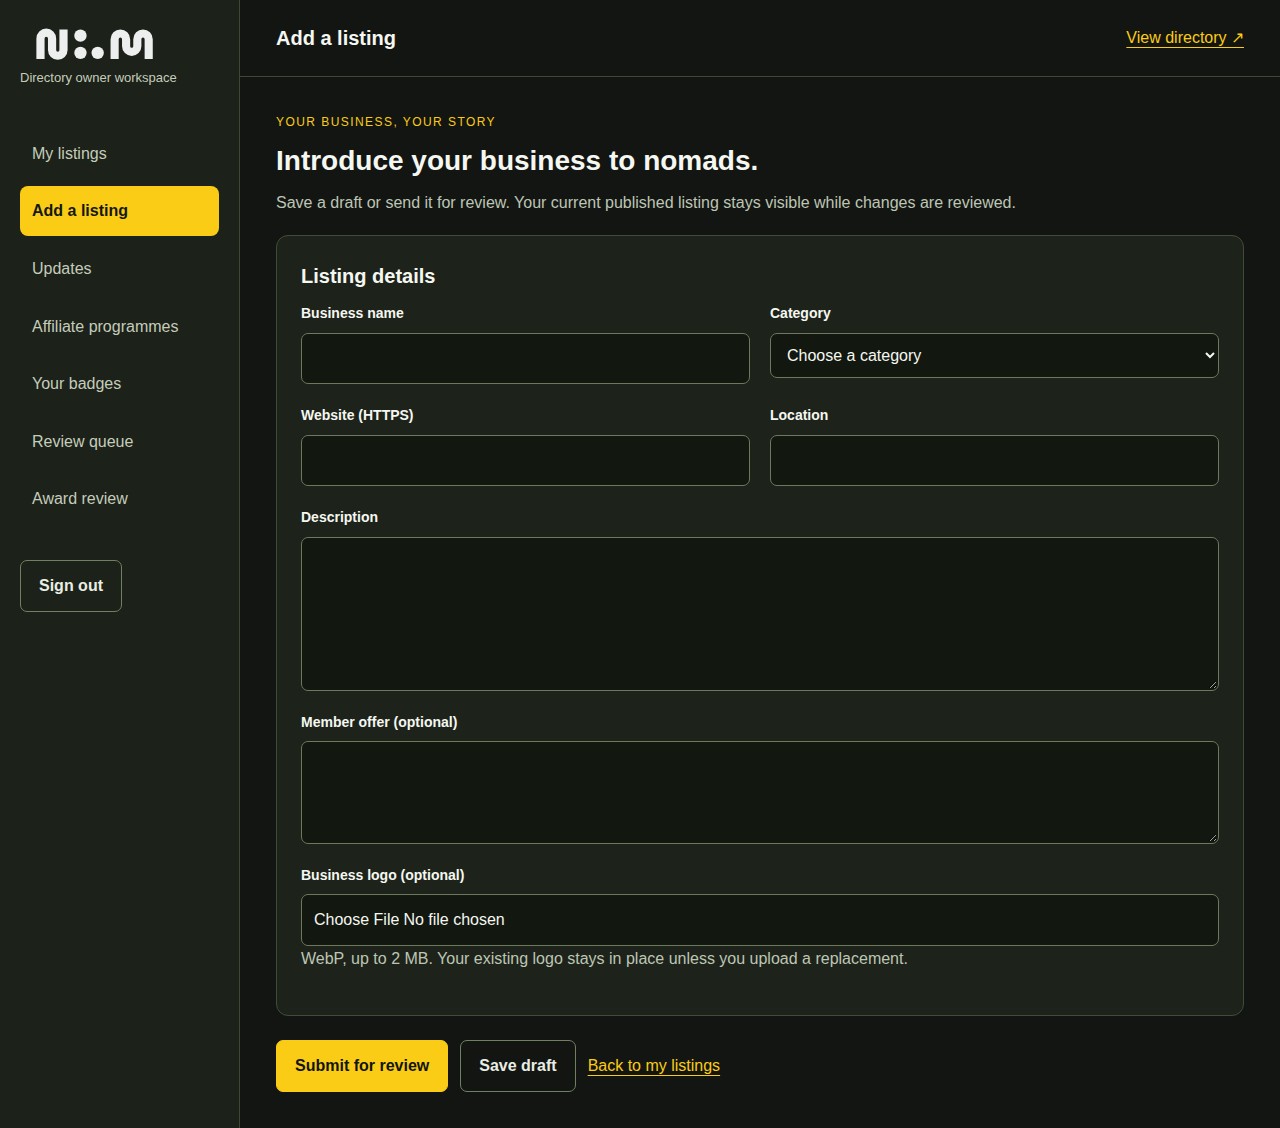 Directory owner workspace
My listings
Add a listing
Updates
Affiliate programmes
Your badges
Review queue
Award review
Sign out
Add a listing
View directory ↗
YOUR BUSINESS, YOUR STORY
Introduce your business to nomads.
Save a draft or send it for review. Your current published listing stays visible while changes are reviewed.
Listing details
Business name
Category
Choose a category
Website (HTTPS)
Location
Description
Member offer (optional)
Business logo (optional)
Choose File No file chosen
WebP, up to 2 MB. Your existing logo stays in place unless you upload a replacement.
Submit for review
Save draft
Back to my listings